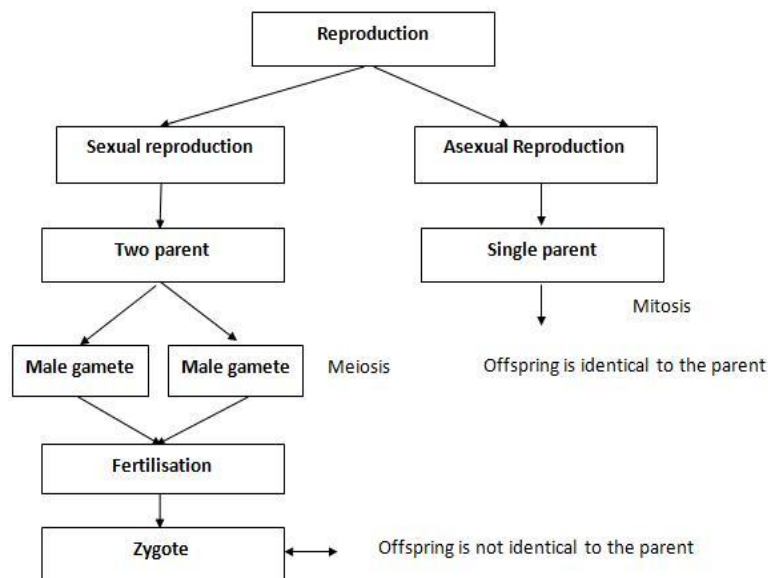 Reproduction
Sexual reproduction
Asexual Reproduction
Two parent
Single parent
Mitosis
Male gamete
Male gamete
Meiosis
Offspring is identical to the parent
Fertilisation
Zygote
Offspring is not identical to the parent